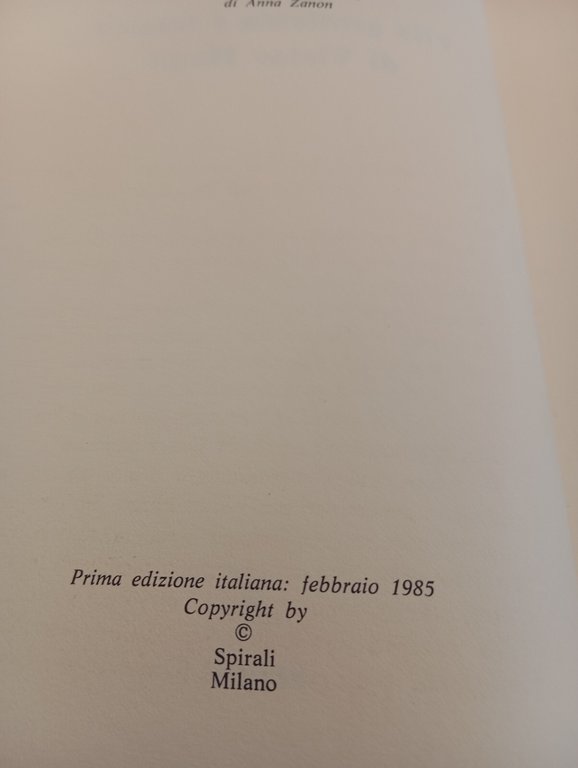 di Anna Zanon
Prima edizione italiana: febbraio 1985
Copyright by
©
Spirali
Milano